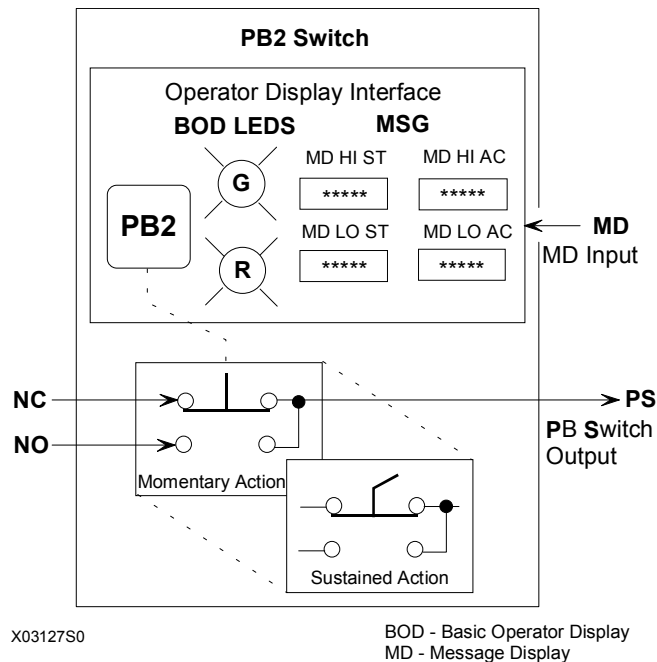 PB2 Switch
Operator Display Interface
BOD LEDS MSG
MD HI ST MD HI AC
G
***** *****
PB2
MD LO ST MD LO AC
R
***** *****
MD
MD Input
NC
PS
NO
PB Switch
Output
Momentary Action
Sustained Action
X03127S0
BOD - Basic Operator Display
MD - Message Display